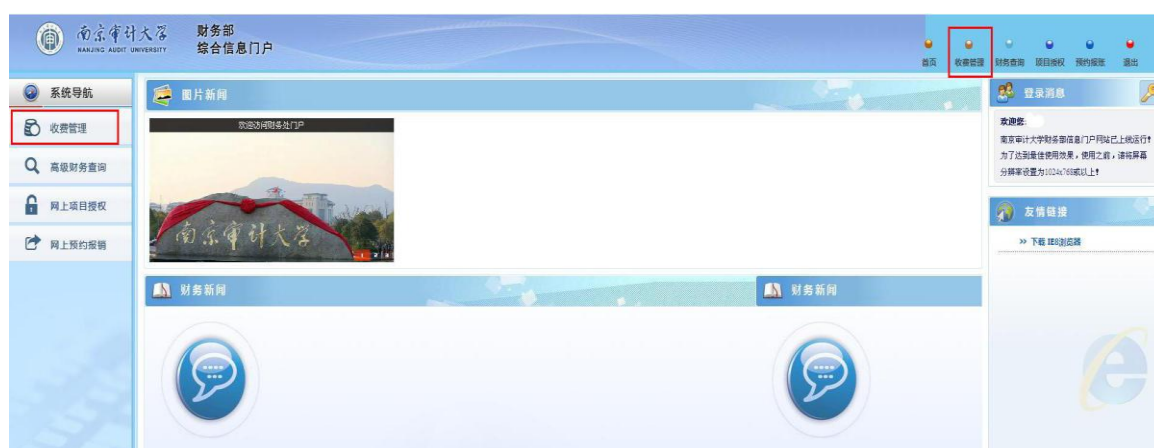 南京审计大学
NANJING AUDIT UNIVERSITY
财务部
综合信息门户
首页
收费管理
财务查询
项目授权
预约报账
退出
系统导航
收费管理
高级财务查询
网上项目授权
网上预约报销
图片新闻
欢迎访问财务处门户
南京审计大学
1 2 3
财务新闻
财务新闻
登录消息
欢迎您:
南京审计大学财务部信息门户网站已上线运行!
为了达到最佳使用效果，使用之前，请将屏幕
分辨率设置为1024x768或以上!
友情链接
>> 下载 IE8浏览器